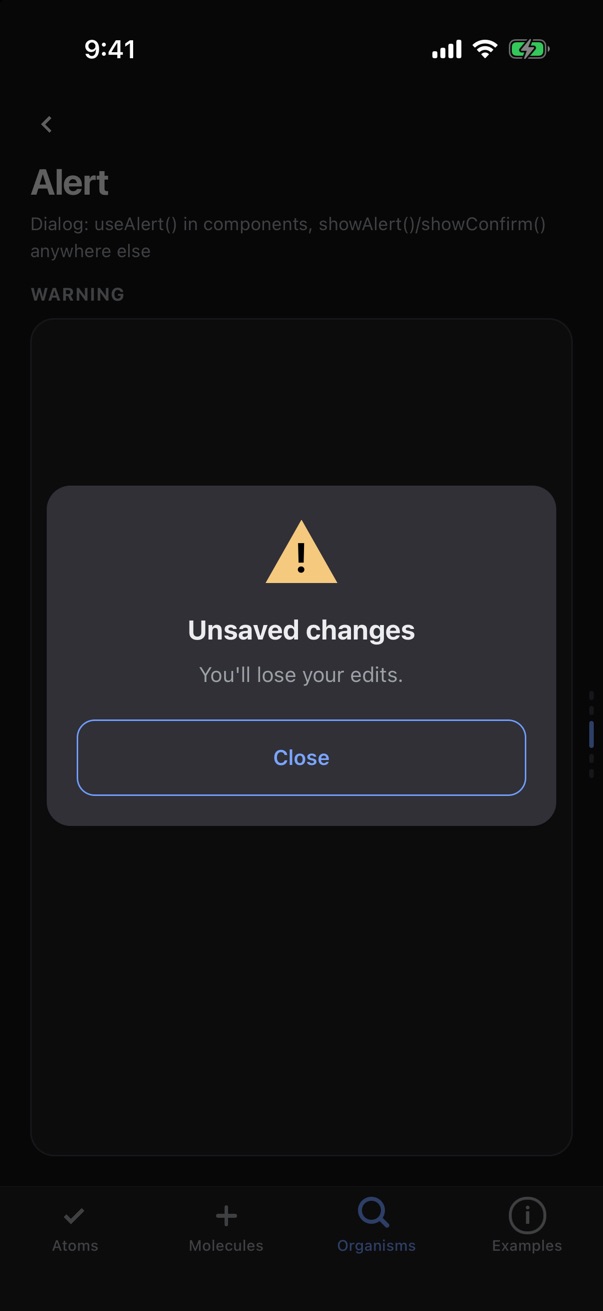 9:41
Alert
Dialog: useAlert() in components, showAlert()/showConfirm()
anywhere else
WARNING
!
Unsaved changes
You'll lose your edits.
Close
Atoms
Molecules
Organisms
Examples